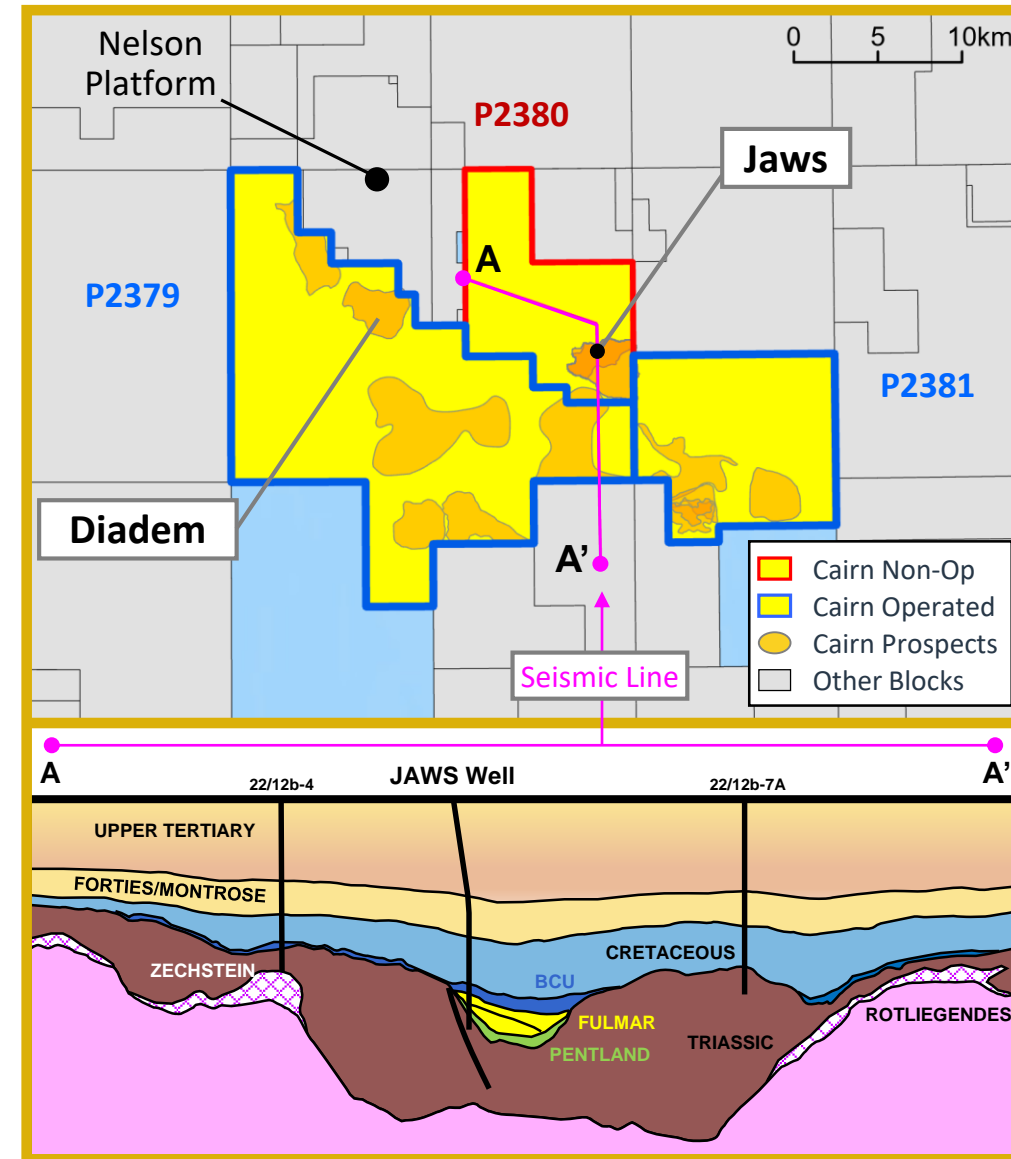 Nelson
Platform
0 5 10km
P2380
Jaws
A
P2379
P2381
Diadem
A’
Cairn Non-Op
Cairn Operated
Cairn Prospects
Other Blocks
Seismic Line
A
A’
22/12b-4
JAWS Well
22/12b-7A
UPPER TERTIARY
FORTIES/MONTROSE
CRETACEOUS
ZECHSTEIN
BCU
ROTLIEGENDES
FULMAR
TRIASSIC
PENTLAND